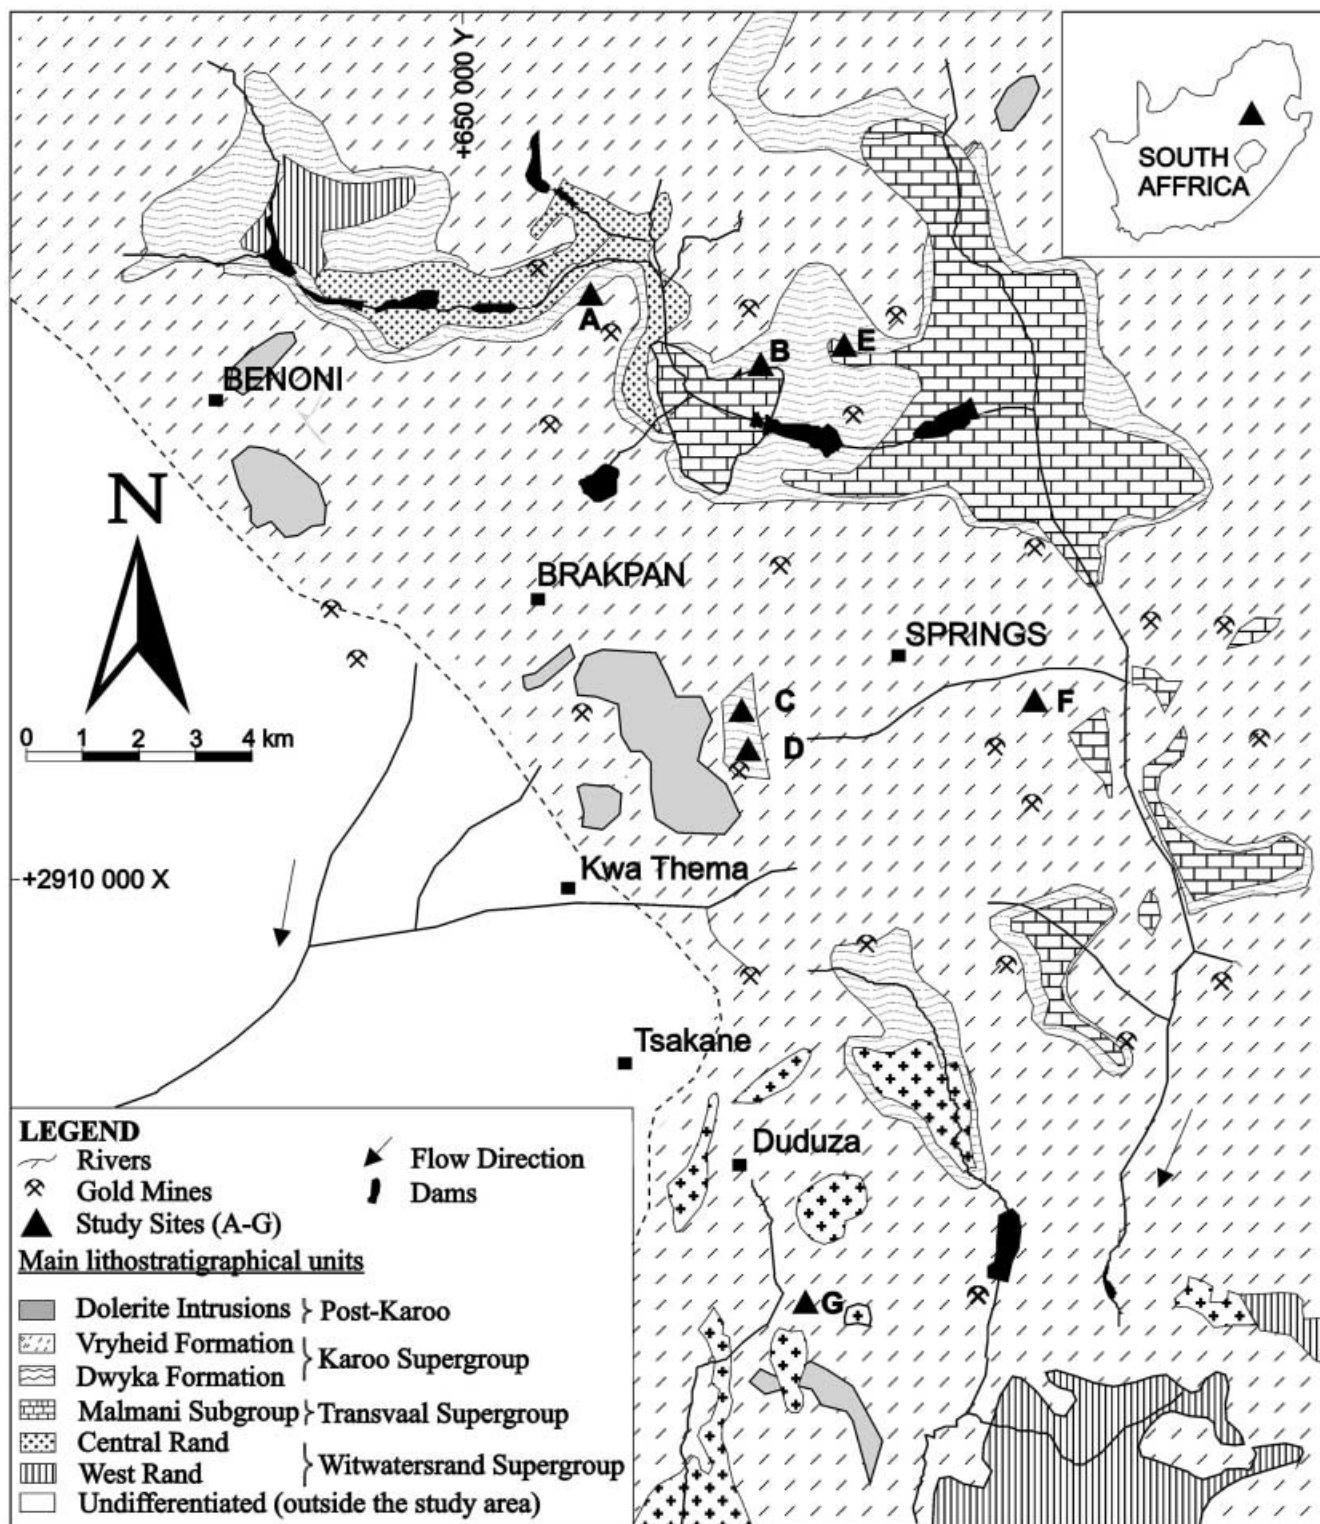 +650 000 Y
SOUTH
AFFRICA
A
B
E
BENONI
N
BRAKPAN
SPRINGS
C
F
D
0 1 2 3 4 km
+2910 000 X
Kwa Thema
Tsakane
Duduza
G
LEGEND
Rivers
Flow Direction
Gold Mines
Dams
Study Sites (A-G)
Main lithostratigraphical units
Dolerite Intrusions } Post-Karoo
Vryheid Formation
Karoo Supergroup
Dwyka Formation
Malmani Subgroup } Transvaal Supergroup
Central Rand
Witwatersrand Supergroup
West Rand
Undifferentiated (outside the study area)